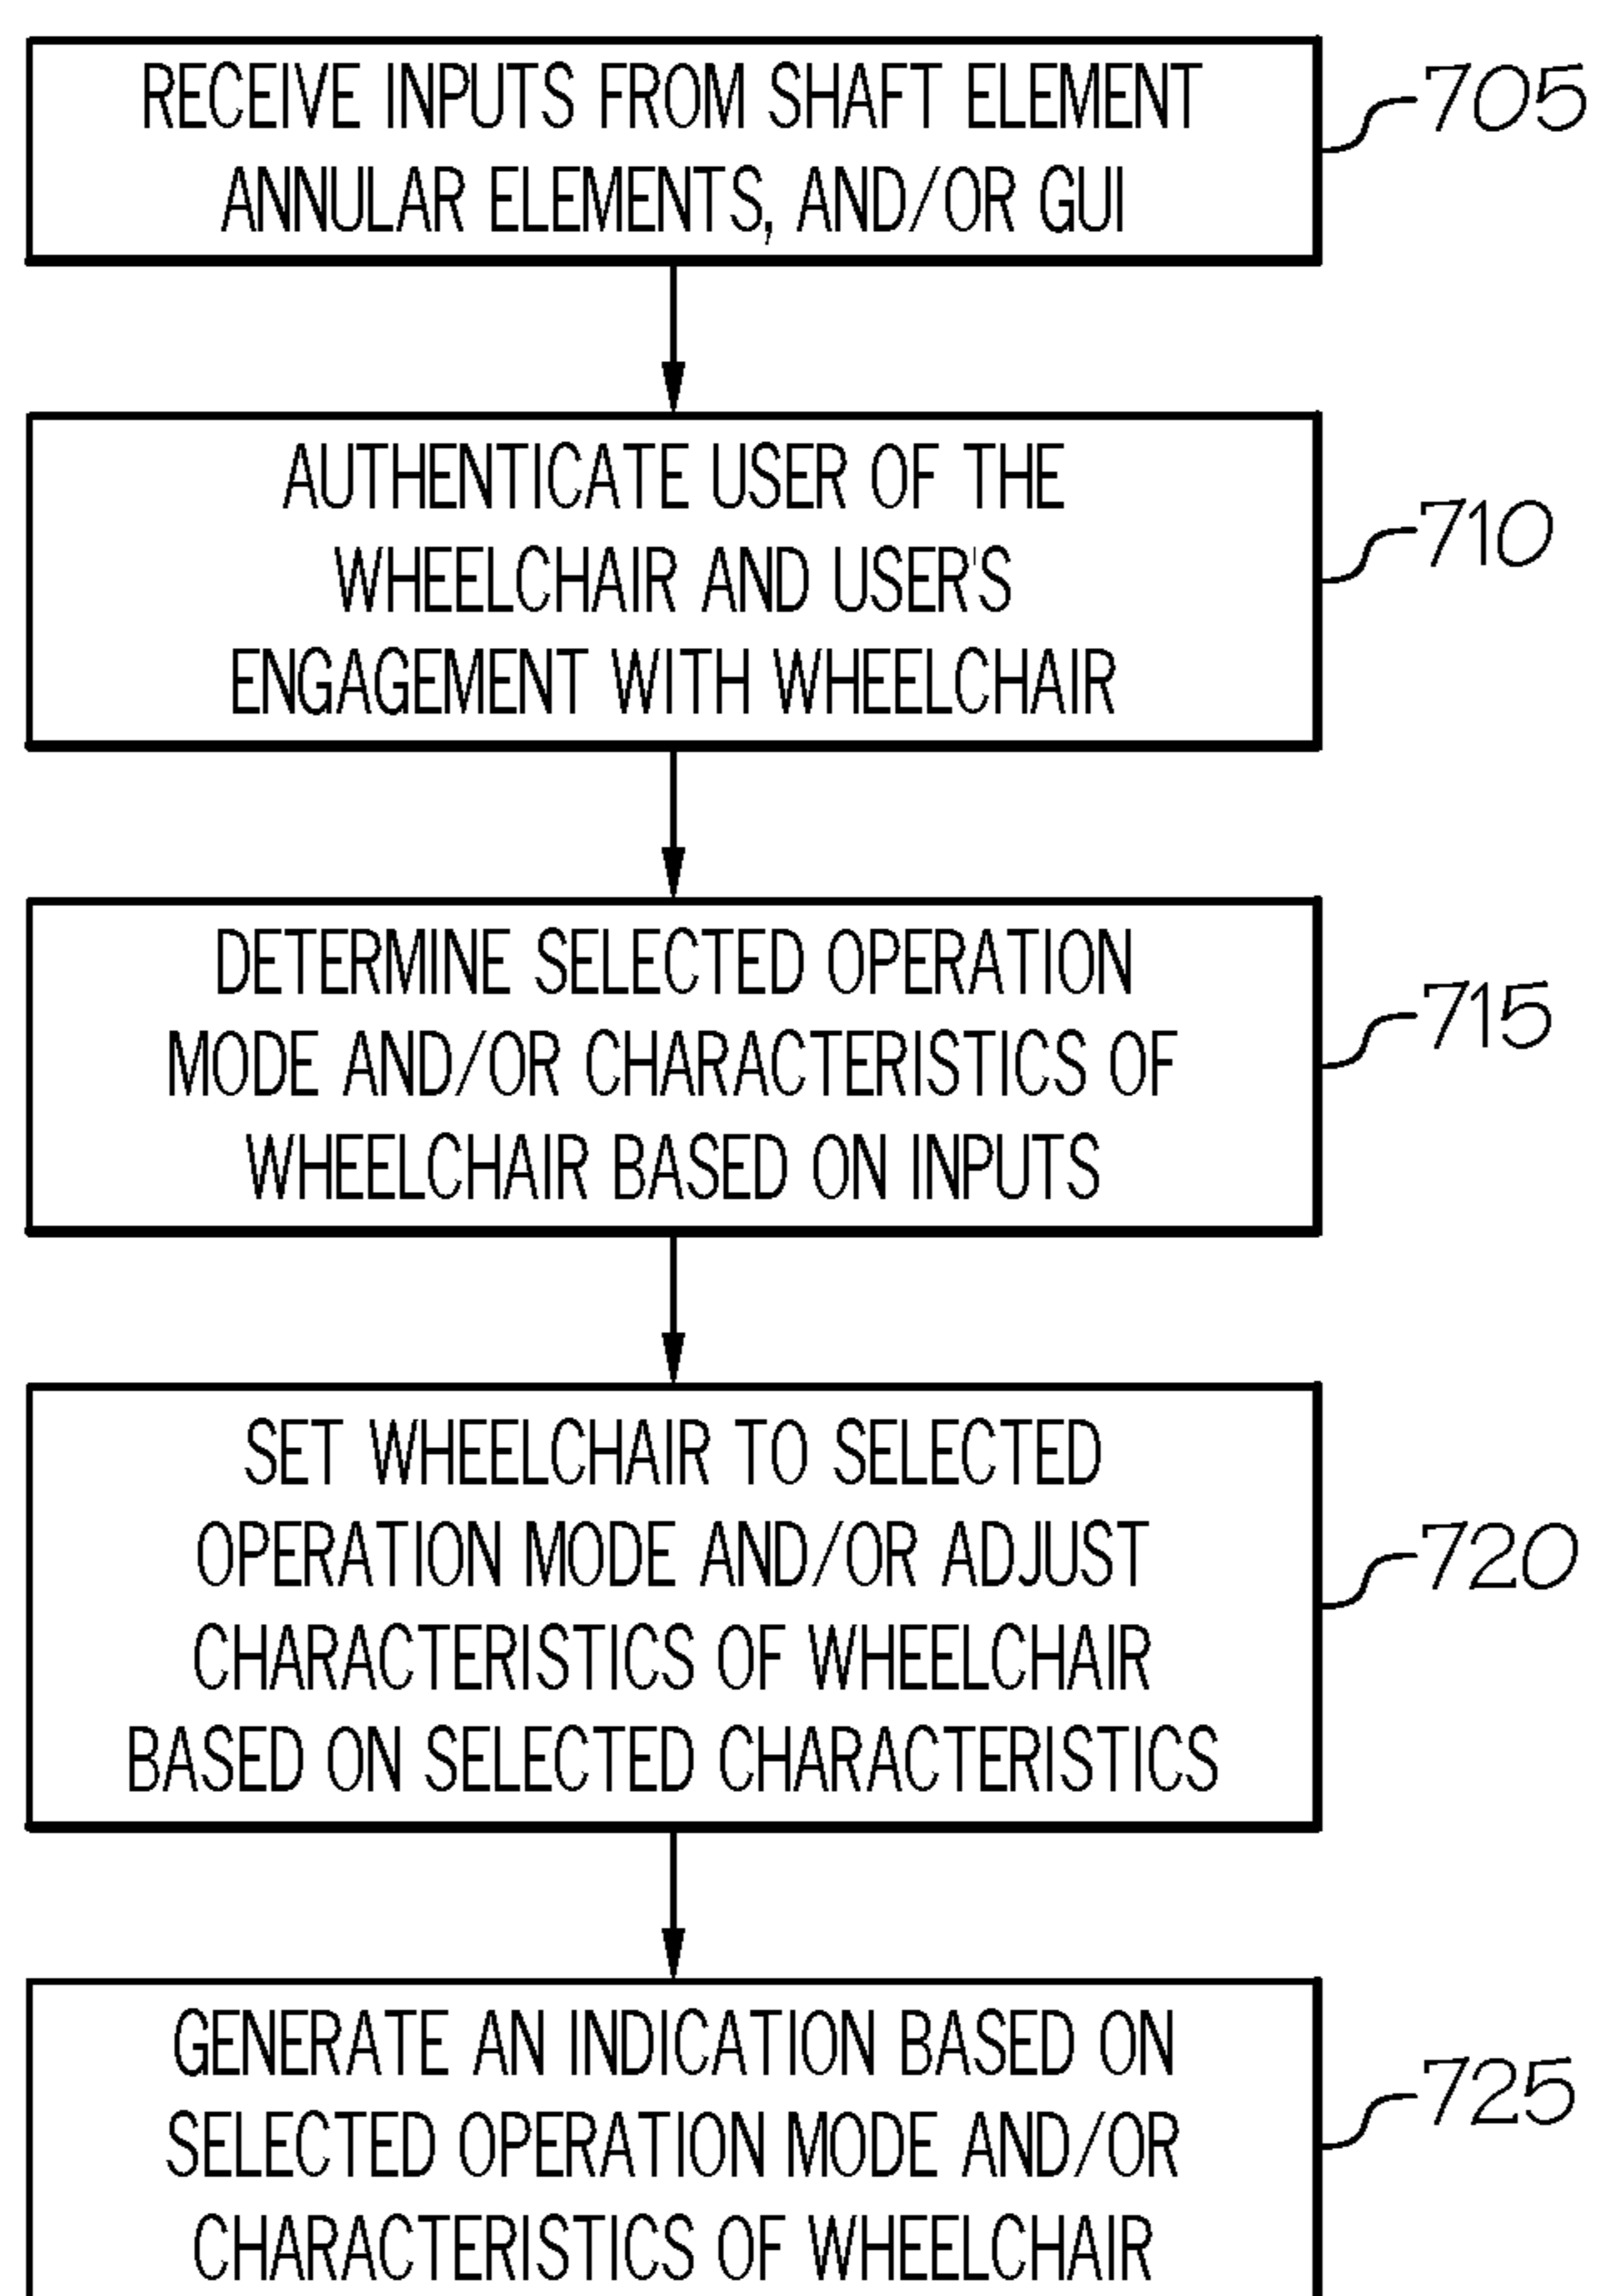 RECEIVE INPUTS FROM SHAFT ELEMENT
ANNULAR ELEMENTS, AND/OR GUI
705
AUTHENTICATE USER OF THE
WHEELCHAIR AND USER'S
ENGAGEMENT WITH WHEELCHAIR
710
DETERMINE SELECTED OPERATION
MODE AND/OR CHARACTERISTICS OF
WHEELCHAIR BASED ON INPUTS
715
SET WHEELCHAIR TO SELECTED
OPERATION MODE AND/OR ADJUST
CHARACTERISTICS OF WHEELCHAIR
BASED ON SELECTED CHARACTERISTICS
720
GENERATE AN INDICATION BASED ON
SELECTED OPERATION MODE AND/OR
CHARACTERISTICS OF WHEELCHAIR
725